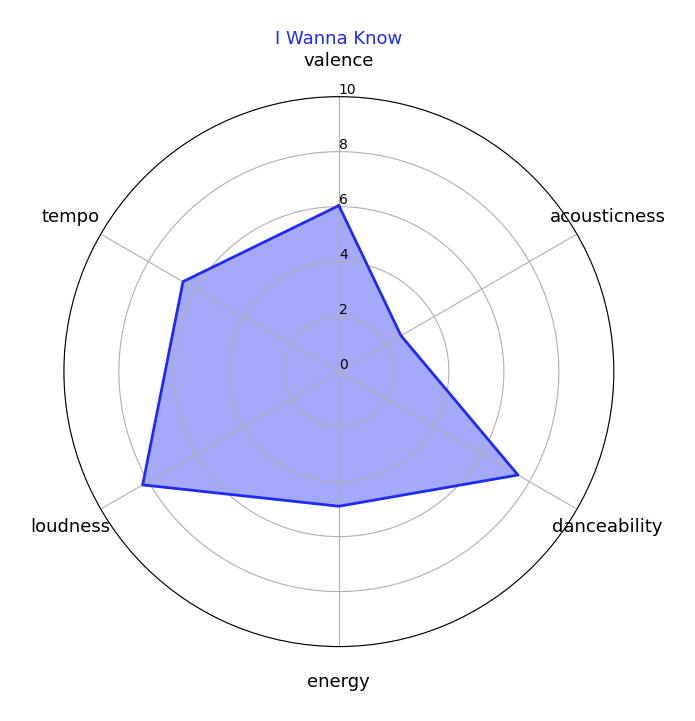 I Wanna Know
valence
10
8
6
4
2
0
tempo
acousticness
loudness
danceability
energy